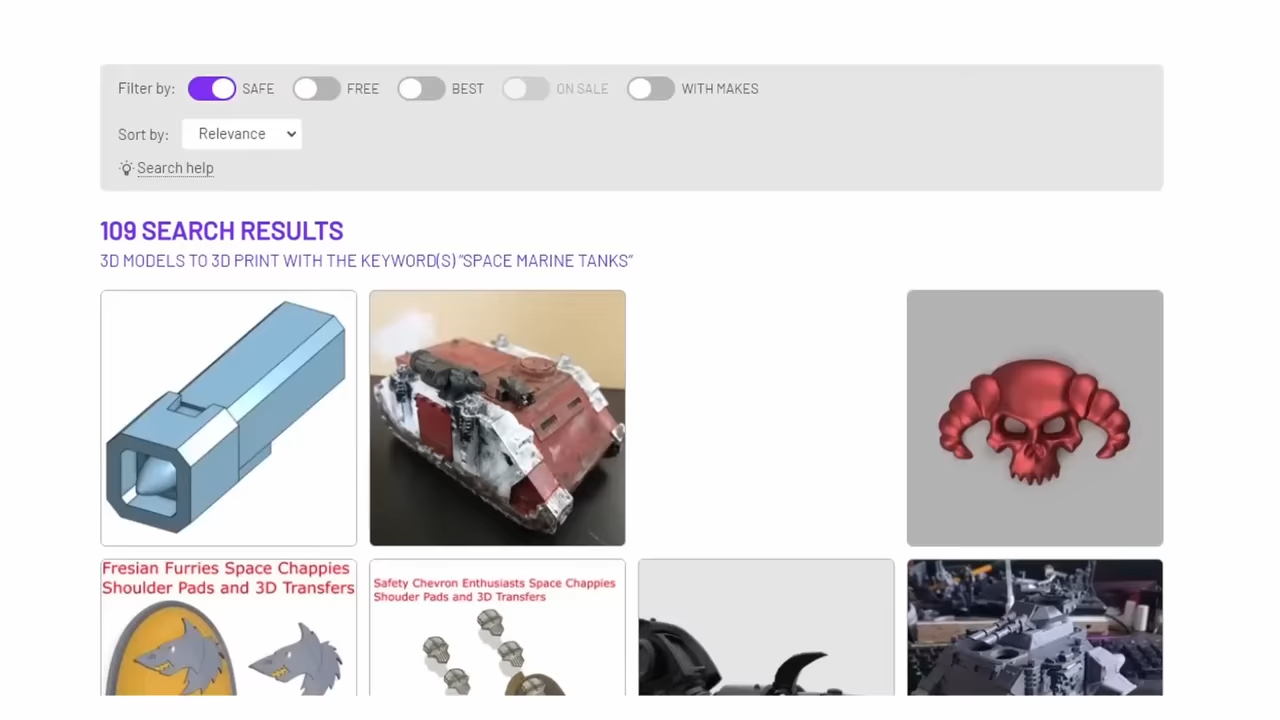 Filter by: SAFE FREE BEST ON SALE WITH MAKES
Sort by: Relevance
Search help
109 SEARCH RESULTS
3D MODELS TO 3D PRINT WITH THE KEYWORD(S) "SPACE MARINE TANKS"
Fresian Furries Space Chappies
Shoulder Pads and 3D Transfers
Safety Chevron Enthusiasts Space Chappies
Shouder Pads and 3D Transfers